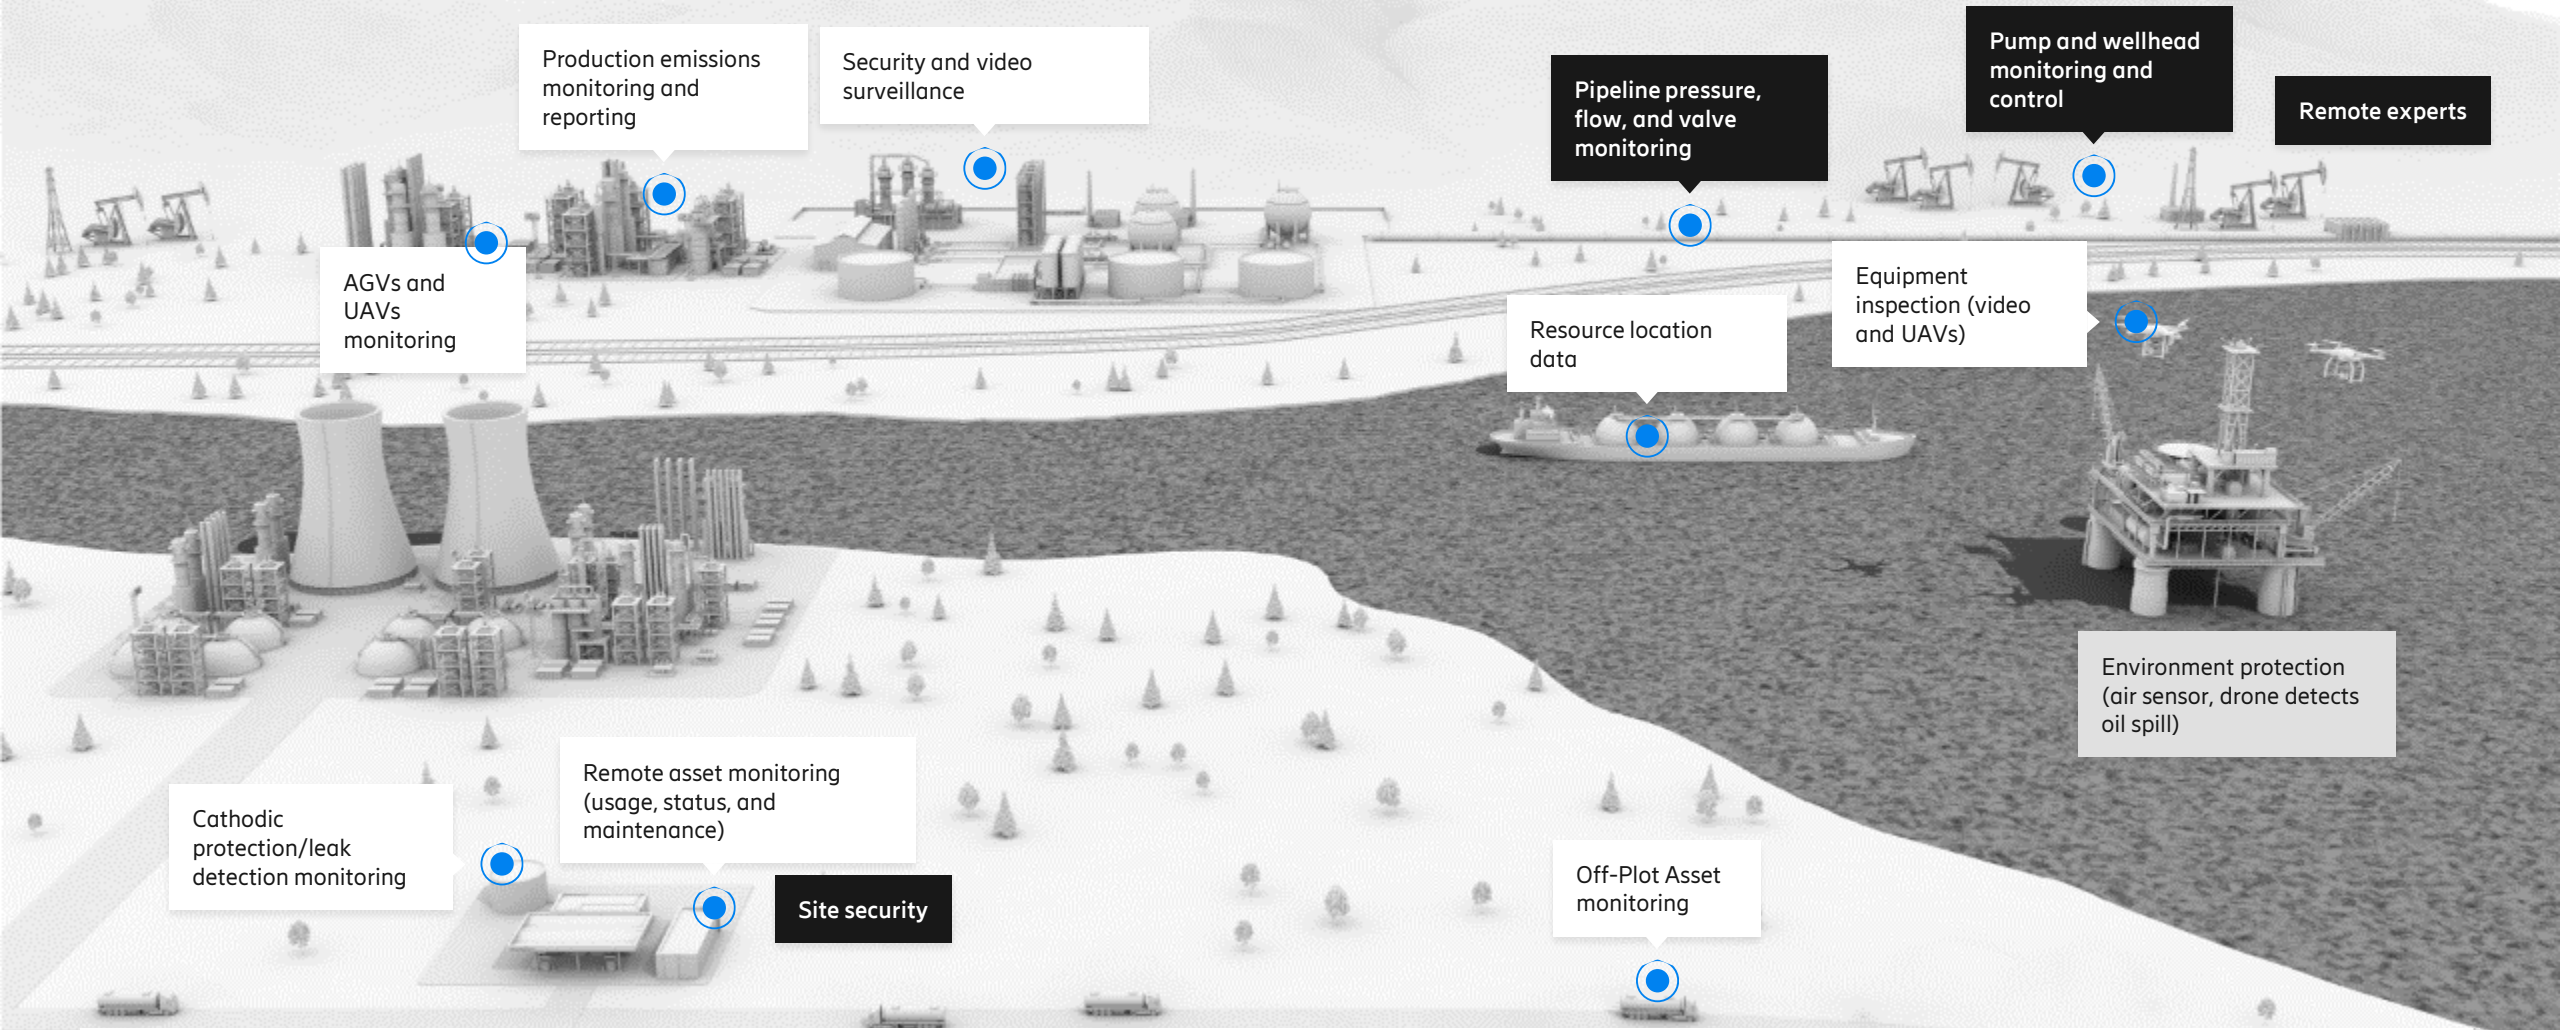 Production emissions
monitoring and
reporting
Security and video
surveillance
Pipeline pressure,
flow, and valve
monitoring
Pump and wellhead
monitoring and
control
Remote experts
AGVs and
UAVs
monitoring
Resource location
data
Equipment
inspection (video
and UAVs)
Environment protection
(air sensor, drone detects
oil spill)
Cathodic
protection/leak
detection monitoring
Remote asset monitoring
(usage, status, and
maintenance)
Site security
Off-Plot Asset
monitoring